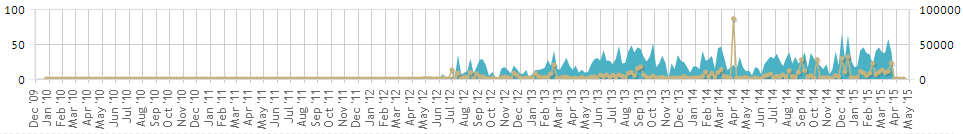 100
50
0
100000
50000
0
Dec '09
Jan '10
Feb '10
Mar '10
Apr '10
May '10
Jun '10
Jul '10
Aug '10
Sep '10
Oct '10
Nov '10
Dec '10
Jan '11
Feb '11
Mar '11
Apr '11
May '11
Jun '11
Jul '11
Aug '11
Sep '11
Oct '11
Nov '11
Dec '11
Jan '12
Feb '12
Mar '12
Apr '12
May '12
Jun '12
Jul '12
Aug '12
Sep '12
Oct '12
Nov '12
Dec '12
Jan '13
Feb '13
Mar '13
Apr '13
May '13
Jun '13
Jul '13
Aug '13
Sep '13
Oct '13
Nov '13
Dec '13
Jan '14
Feb '14
Mar '14
Apr '14
May '14
Jun '14
Jul '14
Aug '14
Sep '14
Oct '14
Nov '14
Dec '14
Jan '15
Feb '15
Mar '15
Apr '15
May '15